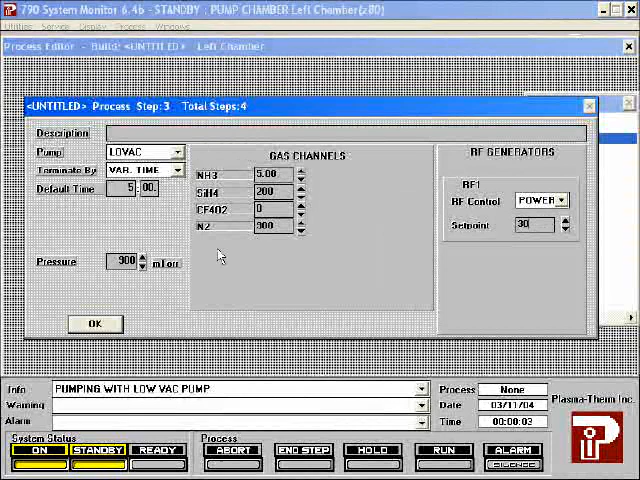 790 System Monitor 6.4b - STANDBY : PUMP CHAMBER Left Chamber(z80)
Utilities Service Display Process Windows
Process Editor - Build: <UNTITLED> Left Chamber
<UNTITLED> Process Step:3 Total Steps:4
Description
Pump: LOVAC
Terminate By VAR. TIME
Default Time 5 : 00.
Pressure 900 mTorr
GAS CHANNELS
NH3 5.00
SiH4 200
CF4O2 0
N2 900
RF GENERATORS
RF1
RF Control POWER
Setpoint 30
OK
Info PUMPING WITH LOW VAC PUMP
Warning
Alarm
Process None
Date 03/11/04
Time 00:00:03
Plasma-Therm Inc.
System Status
ON STANDBY READY
Process
ABORT END STEP HOLD RUN ALARM
SILENCE